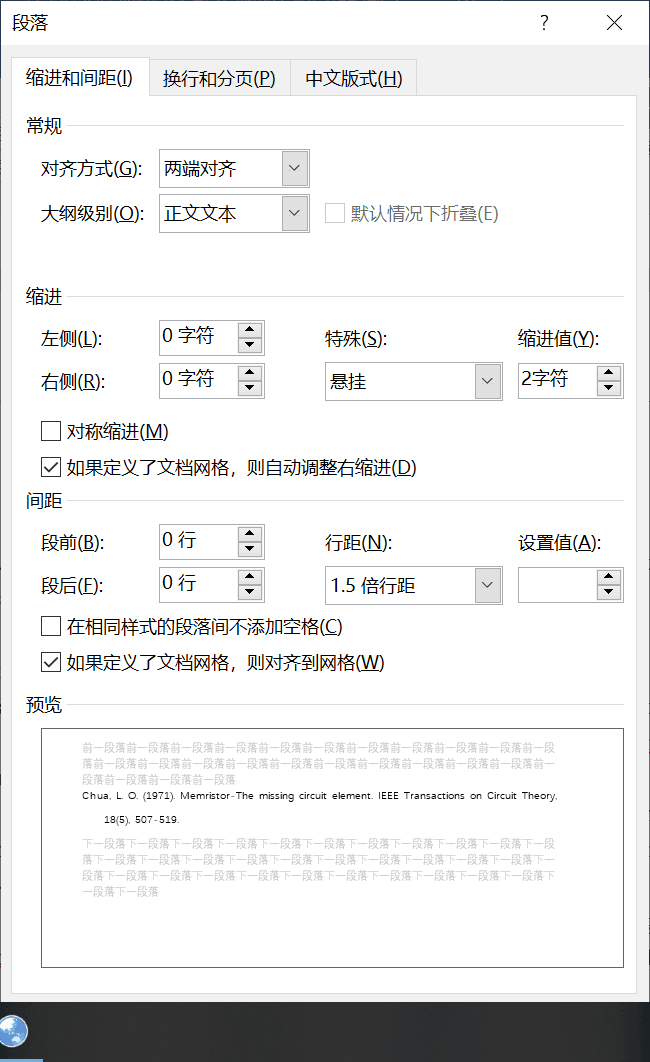 段落 ?
缩进和间距(I) 换行和分页(P) 中文版式(H)
常规
对齐方式(G): 两端对齐
大纲级别(O): 正文文本 默认情况下折叠(E)
缩进
左侧(L): 0 字符 特殊(S): 缩进值(Y):
右侧(R): 0 字符 悬挂 2字符
对称缩进(M)
如果定义了文档网格，则自动调整右缩进(D)
间距
段前(B): 0 行 行距(N): 设置值(A):
段后(F): 0 行 1.5 倍行距
在相同样式的段落间不添加空格(C)
如果定义了文档网格，则对齐到网格(W)
预览
前一段落前一段落前一段落前一段落前一段落前一段落前一段落前一段落前一段落前一段落前一段
落前一段落前一段落前一段落前一段落前一段落前一段落前一段落前一段落前一段落前一段落前一
段落前一段落前一段落前一段落
Chua, L. O. (1971). Memristor-The missing circuit element. IEEE Transactions on Circuit Theory,
18(5), 507-519.
下一段落下一段落下一段落下一段落下一段落下一段落下一段落下一段落下一段落下一段落下一段
落下一段落下一段落下一段落下一段落下一段落下一段落下一段落下一段落下一段落下一段落下一
段落下一段落下一段落下一段落下一段落下一段落下一段落下一段落下一段落下一段落下一段落下
一段落下一段落